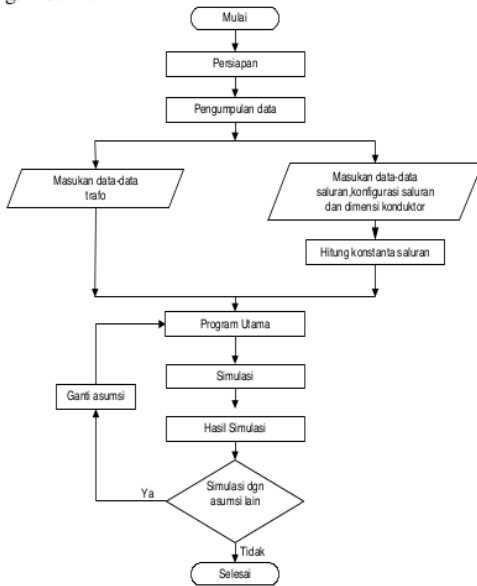 Mulai
Persiapan
Pengumpulan data
Masukan data-data
trafo
Masukan data-data
saluran,konfigurasi saluran
dan dimensi konduktor
Hitung konstanta saluran
Program Utama
Simulasi
Ganti asumsi
Hasil Simulasi
Simulasi dgn
asumsi lain
Ya
Tidak
Selesai